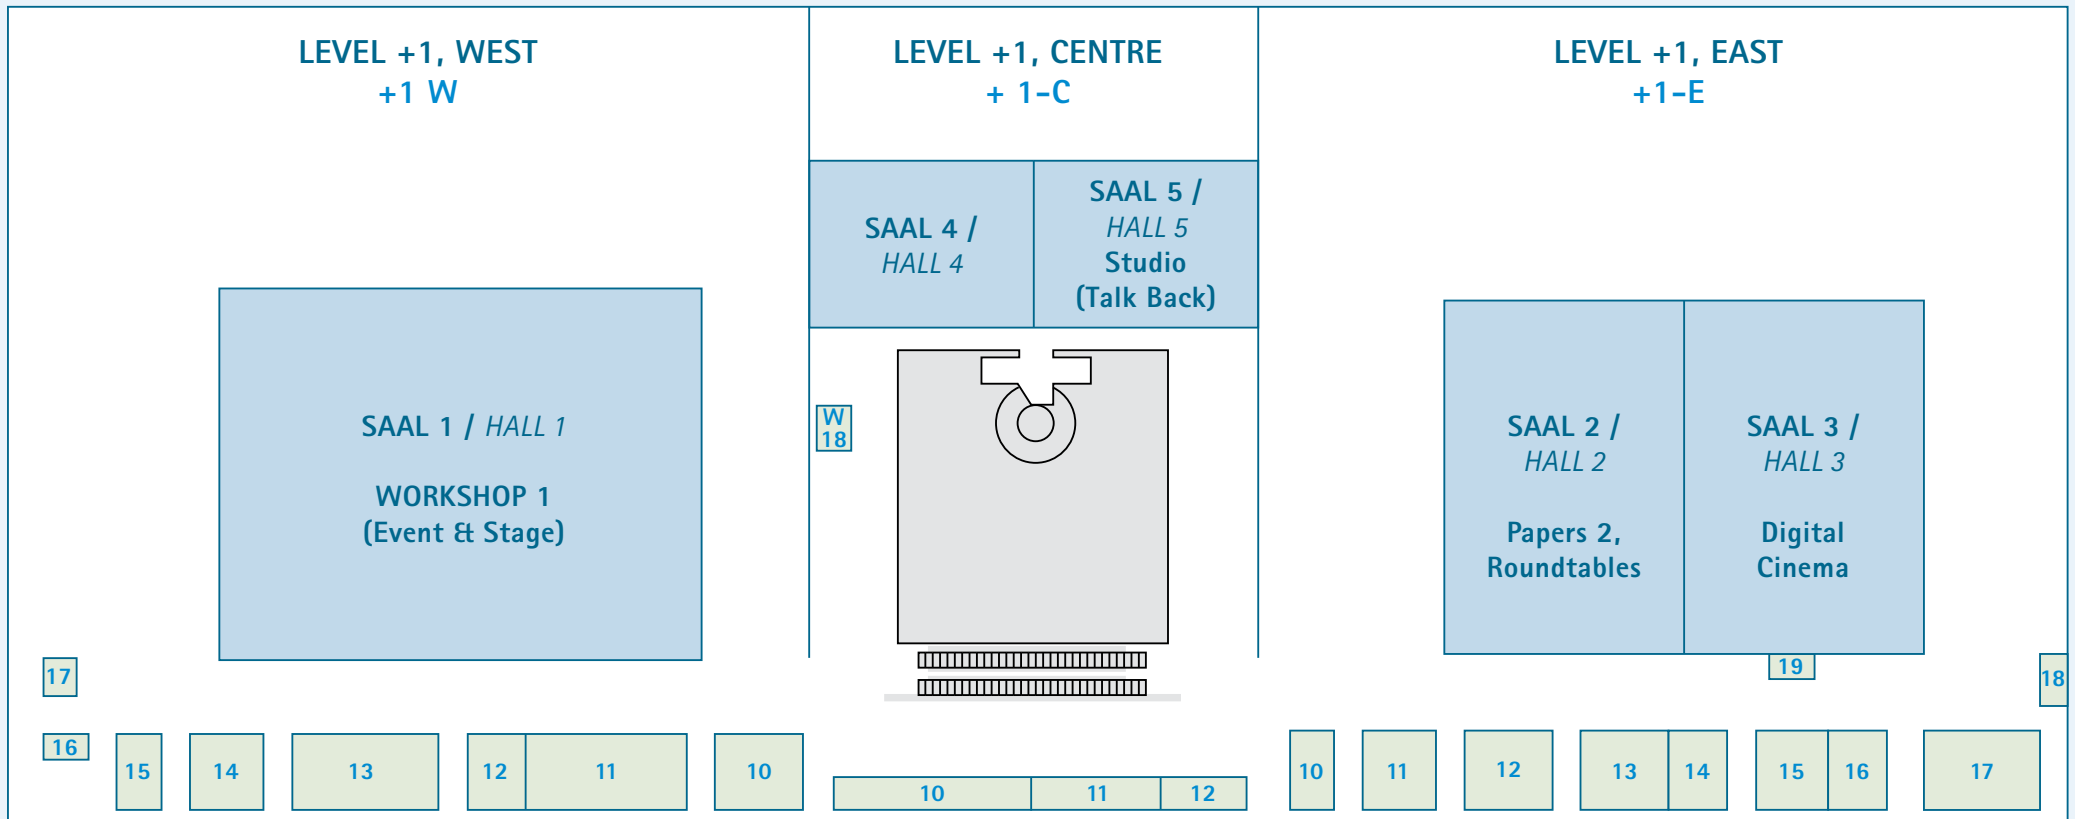 LEVEL +1, WEST
+1 W
LEVEL +1, CENTRE
+ 1-C
LEVEL +1, EAST
+1-E
SAAL 4 /
HALL 4
SAAL 5 /
HALL 5
Studio
(Talk Back)
SAAL 1 / HALL 1
WORKSHOP 1
(Event & Stage)
W
18
SAAL 2 /
HALL 2
Papers 2,
Roundtables
SAAL 3 /
HALL 3
Digital
Cinema
17
19
18
16
15
14
13
12
11
10
10
11
12
10
11
12
13
14
15
16
17